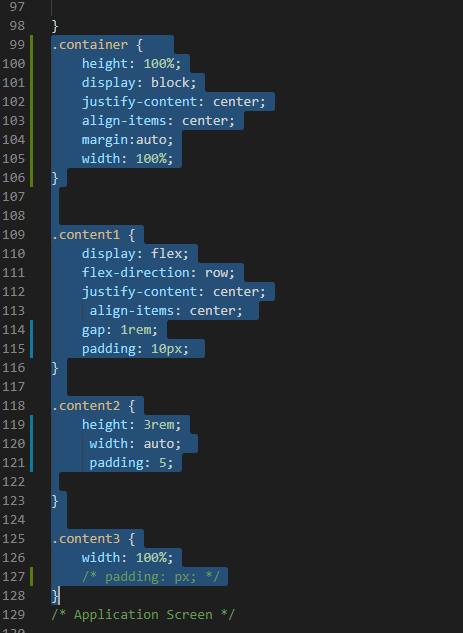 97
98 }
99 .container {
100 height: 100%;
101 display: block;
102 justify-content: center;
103 align-items: center;
104 margin:auto;
105 width: 100%;
106 }
107
108
109 .content1 {
110 display: flex;
111 flex-direction: row;
112 justify-content: center;
113 align-items: center;
114 gap: 1rem;
115 padding: 10px;
116 }
117
118 .content2 {
119 height: 3rem;
120 width: auto;
121 padding: 5;
122
123 }
124
125 .content3 {
126 width: 100%;
127 /* padding: px; */
128 }
129 /* Application Screen */